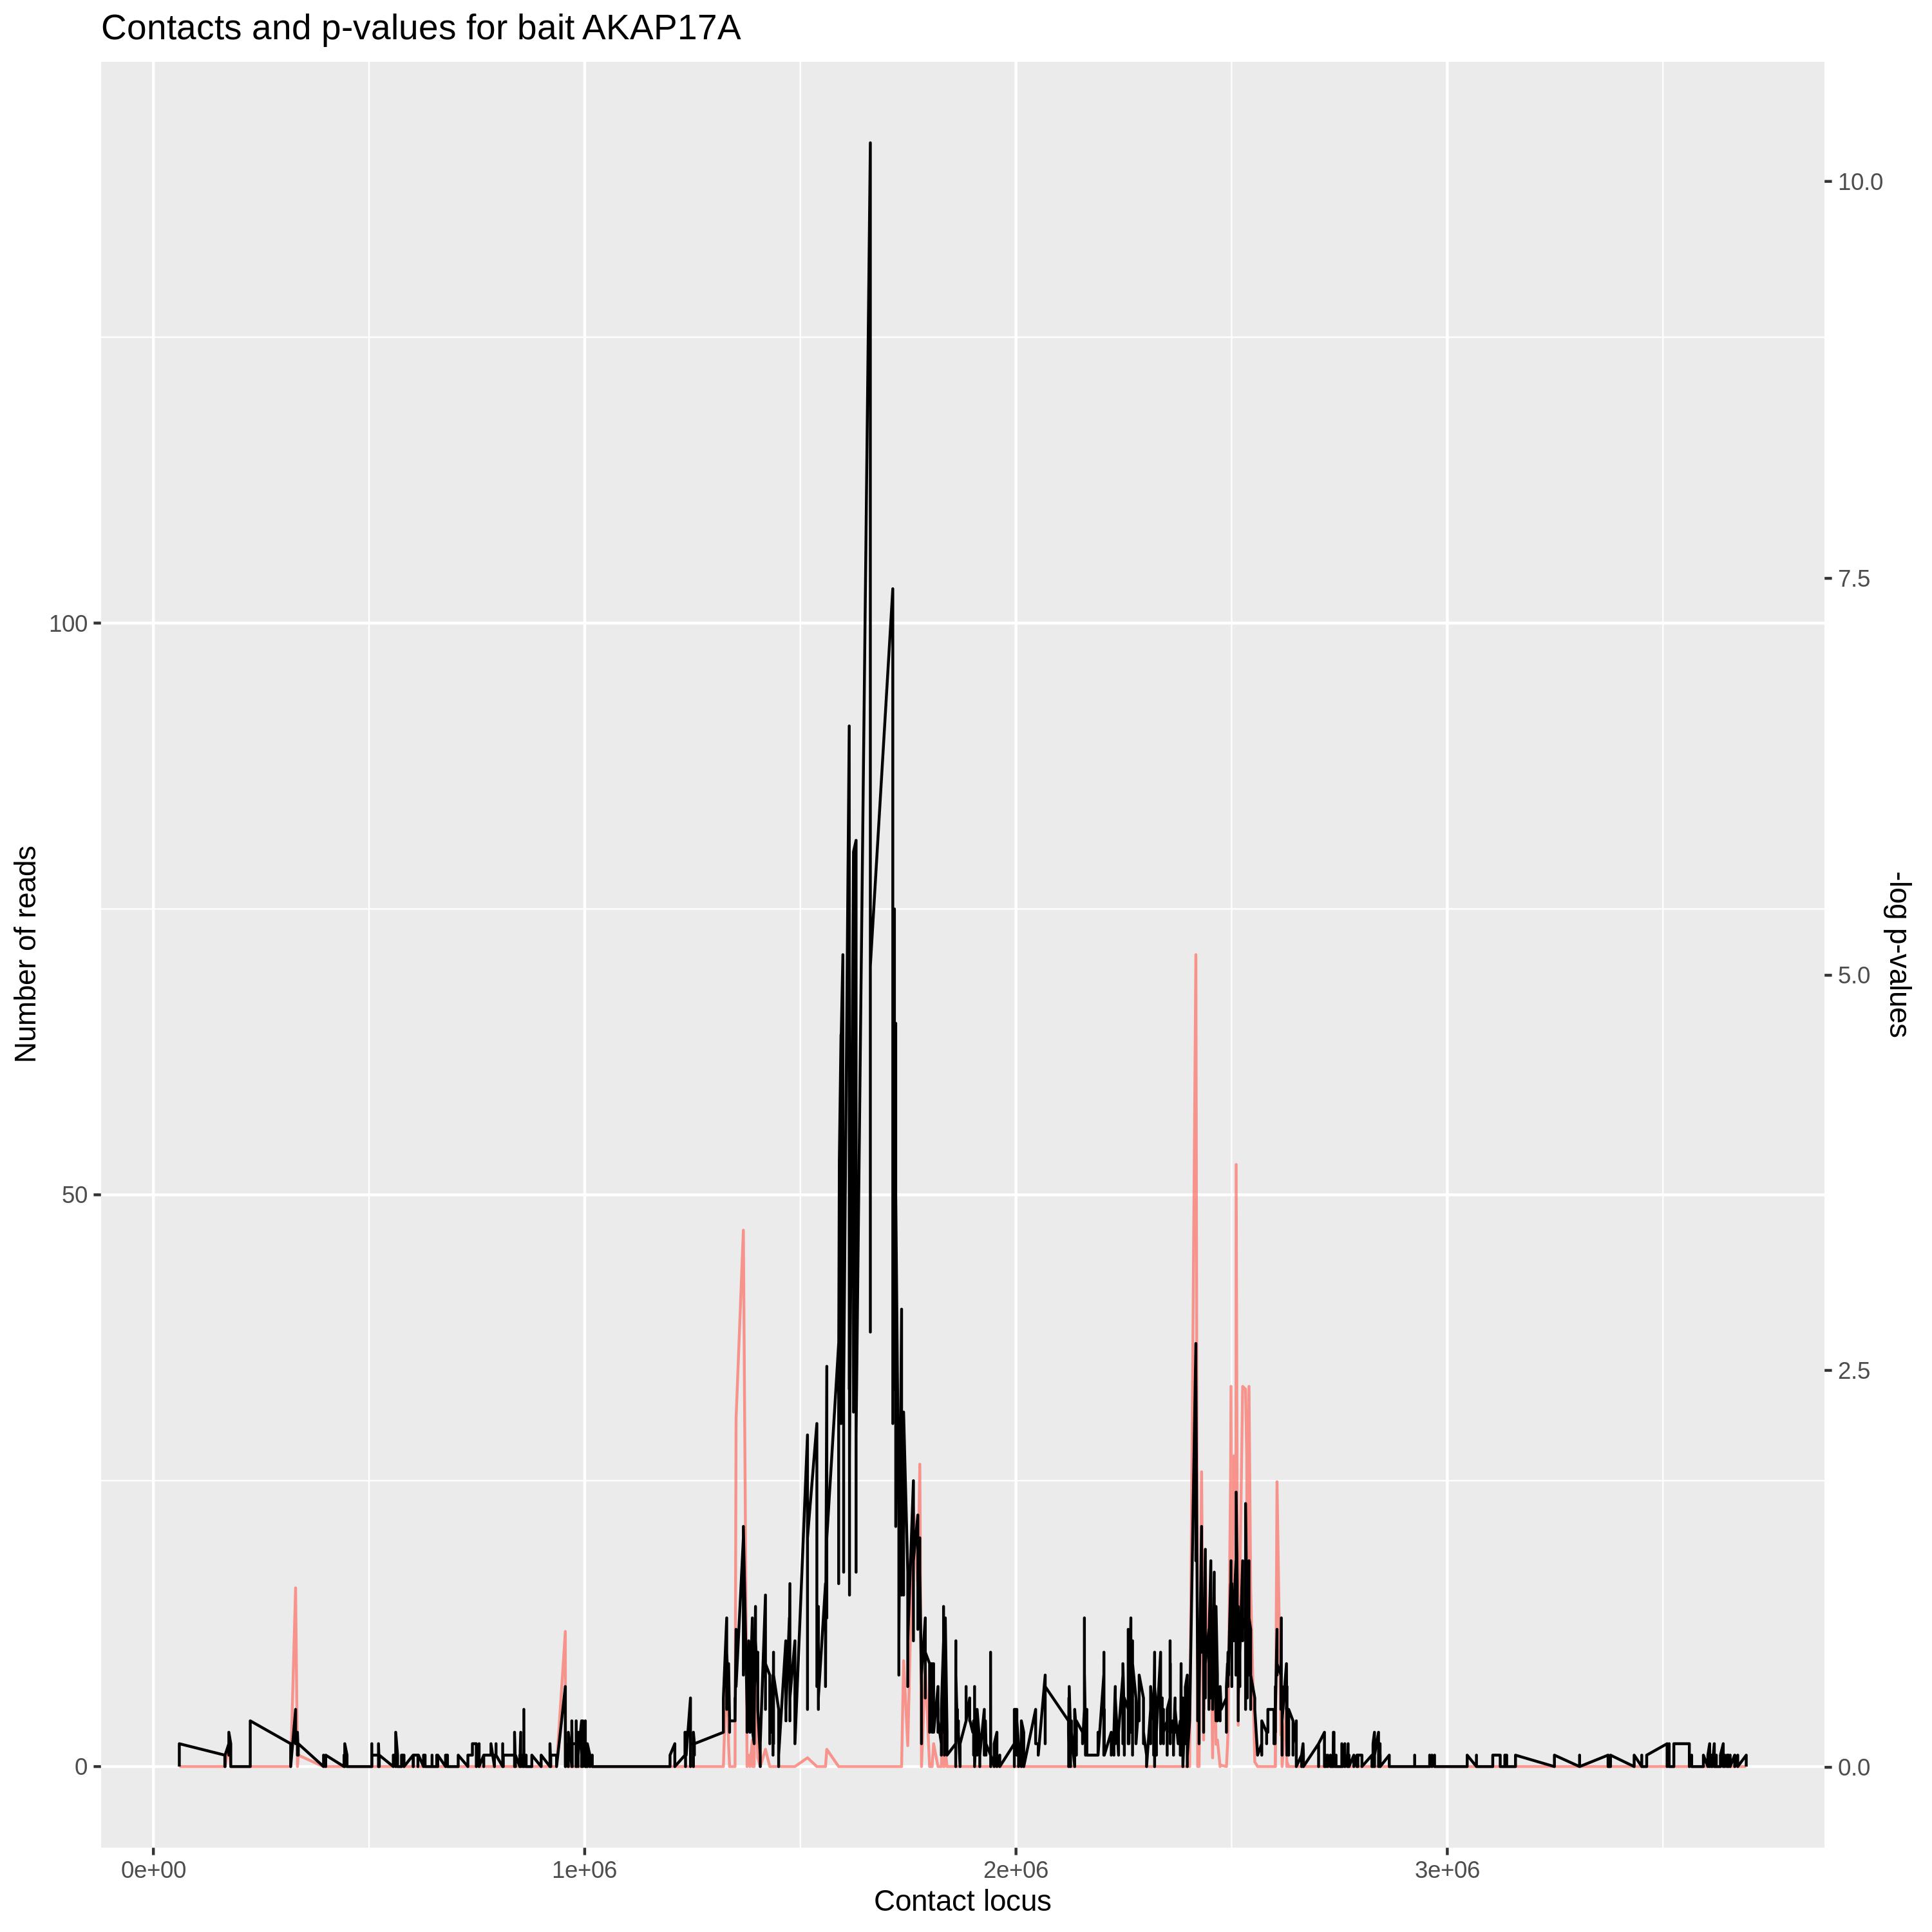 Contacts and p-values for bait AKAP17A
Number of reads
100
50
0
10.0
7.5
5.0
2.5
0.0
-log p-values
0e+00 1e+06 2e+06 3e+06
Contact locus